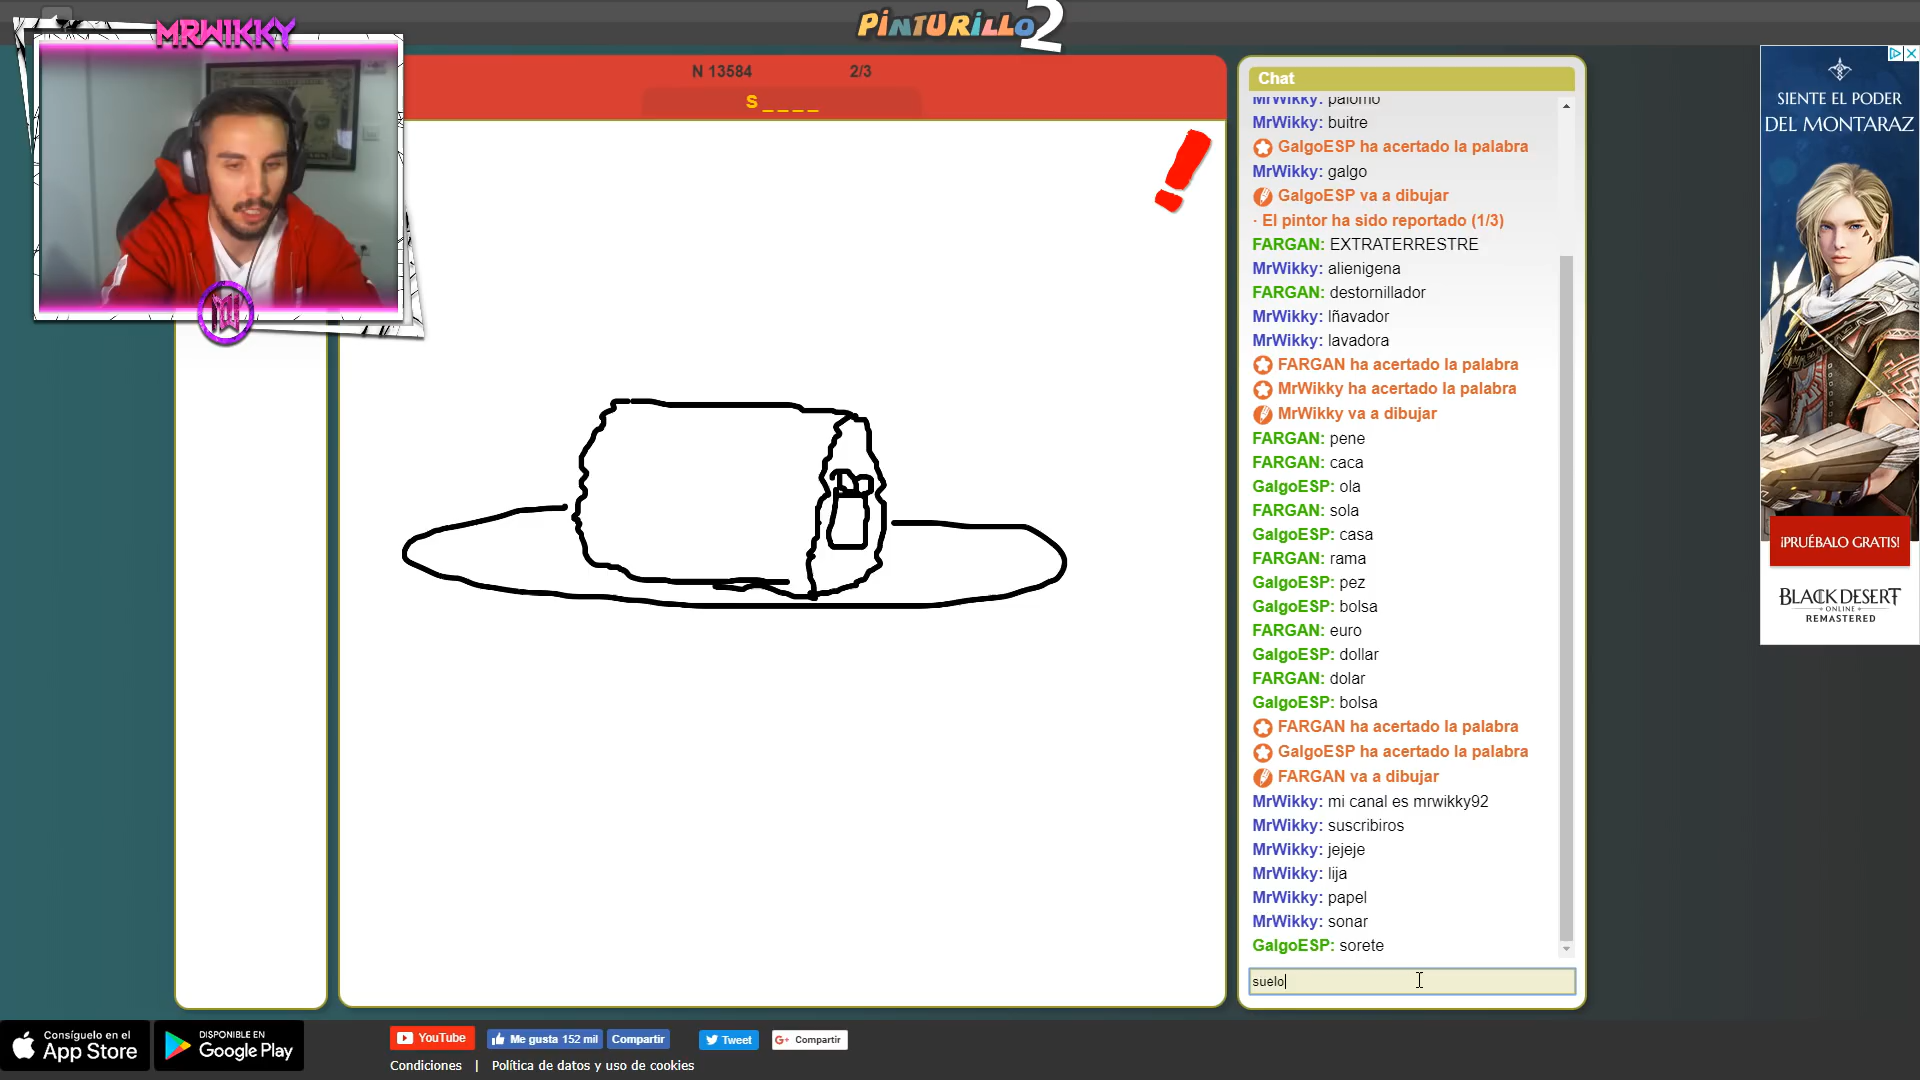 MRWIKKY
PINTURILLO 2
N 13584 2/3
S _ _ _ _
Chat
MrWikky: palomo
MrWikky: buitre
GalgoESP ha acertado la palabra
MrWikky: galgo
GalgoESP va a dibujar
· El pintor ha sido reportado (1/3)
FARGAN: EXTRATERRESTRE
MrWikky: alienigena
FARGAN: destornillador
MrWikky: lñavador
MrWikky: lavadora
FARGAN ha acertado la palabra
MrWikky ha acertado la palabra
MrWikky va a dibujar
FARGAN: pene
FARGAN: caca
GalgoESP: ola
FARGAN: sola
GalgoESP: casa
FARGAN: rama
GalgoESP: pez
GalgoESP: bolsa
FARGAN: euro
GalgoESP: dollar
FARGAN: dolar
GalgoESP: bolsa
FARGAN ha acertado la palabra
GalgoESP ha acertado la palabra
FARGAN va a dibujar
MrWikky: mi canal es mrwikky92
MrWikky: suscribiros
MrWikky: jejeje
MrWikky: lija
MrWikky: papel
MrWikky: sonar
GalgoESP: sorete
suelo
SIENTE EL PODER
DEL MONTARAZ
¡PRUÉBALO GRATIS!
BLACK DESERT
ONLINE
REMASTERED
Consíguelo en el
App Store
DISPONIBLE EN
Google Play
YouTube
Me gusta 152 mil
Compartir
Tweet
G+ Compartir
Condiciones | Política de datos y uso de cookies